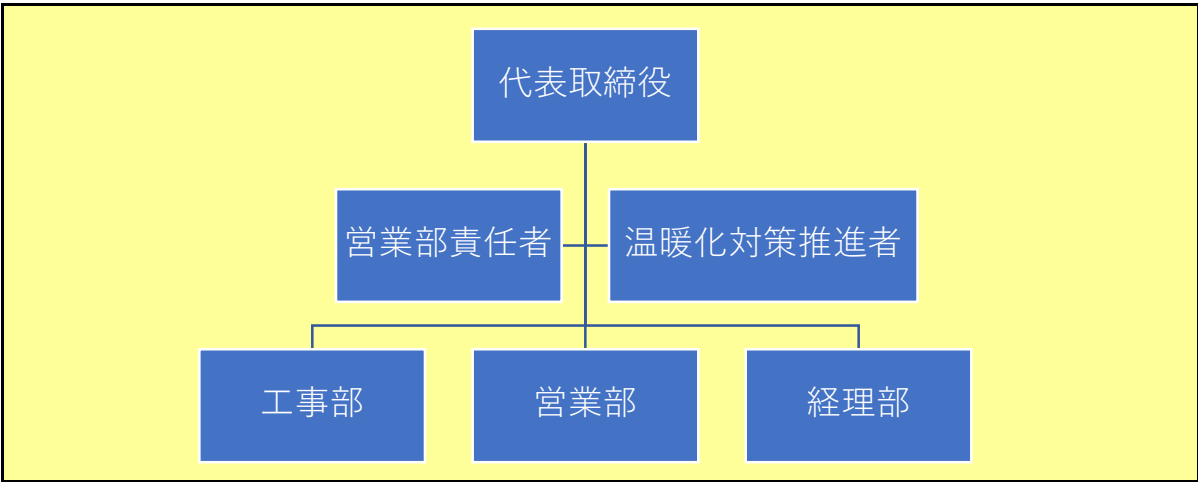 代表取締役
営業部責任者
温暖化対策推進者
工事部
営業部
経理部